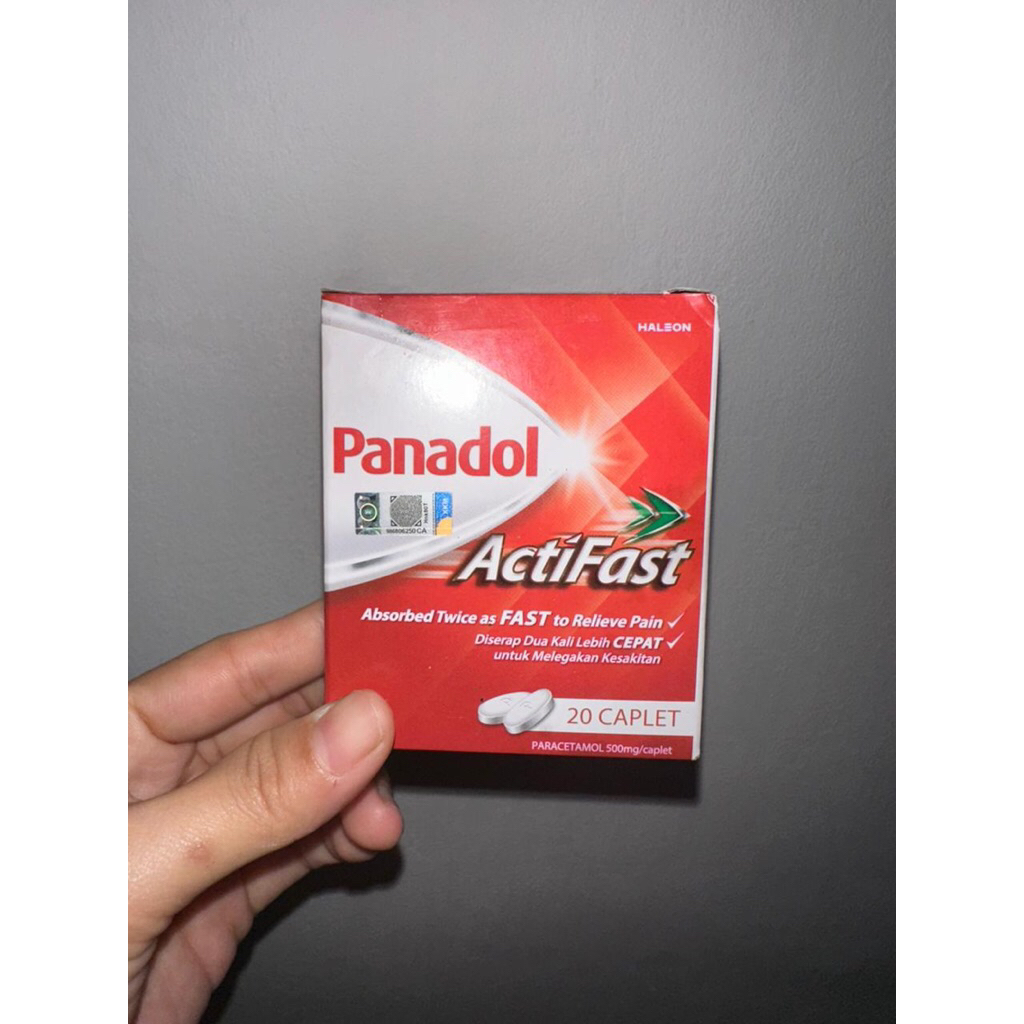 HALEON
Panadol
ActiFast
Absorbed Twice as FAST to Relieve Pain
Diserap Dua Kali Lebih CEPAT
untuk Melegakan Kesakitan
20 CAPLET
PARACETAMOL 500mg/caplet